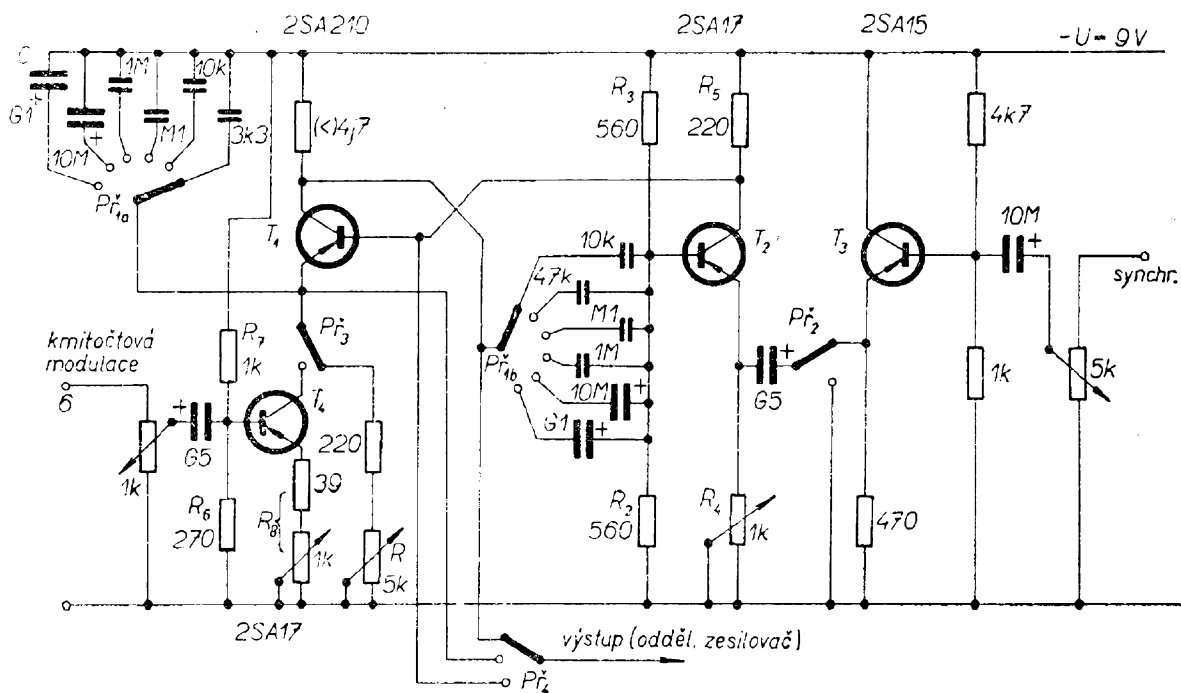 2SA210
2SA17
2SA15
-U= 9V
C
G1
+
10M
+
1M
M1
10k
3k3
Př1a
(<)4j7
R3
560
R5
220
4k7
T1
T2
T3
10M
+
synchr.
10k
47k
M1
1M
10M
+
G1
+
Př1b
Př2
G5
+
1k
5k
kmitočtová
modulace
6
R7
1k
Př3
T4
+
G5
1k
R6
270
39
R8
1k
220
R
5k
R2
560
R4
1k
470
2SA17
výstup (odděl. zesilovač)
Př4